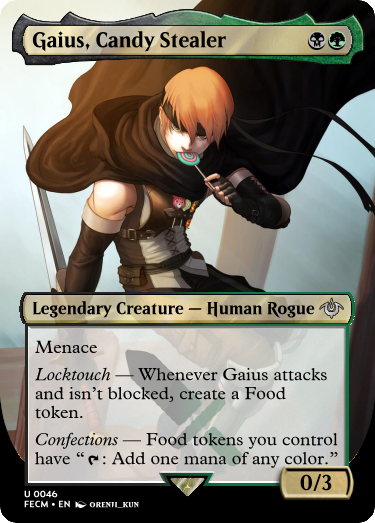 Gaius, Candy Stealer
Legendary Creature — Human Rogue
Menace
Locktouch — Whenever Gaius attacks
and isn't blocked, create a Food
token.
Confections — Food tokens you control
have “ : Add one mana of any color.”
0/3
U 0046
FECM • EN ORENJI_KUN